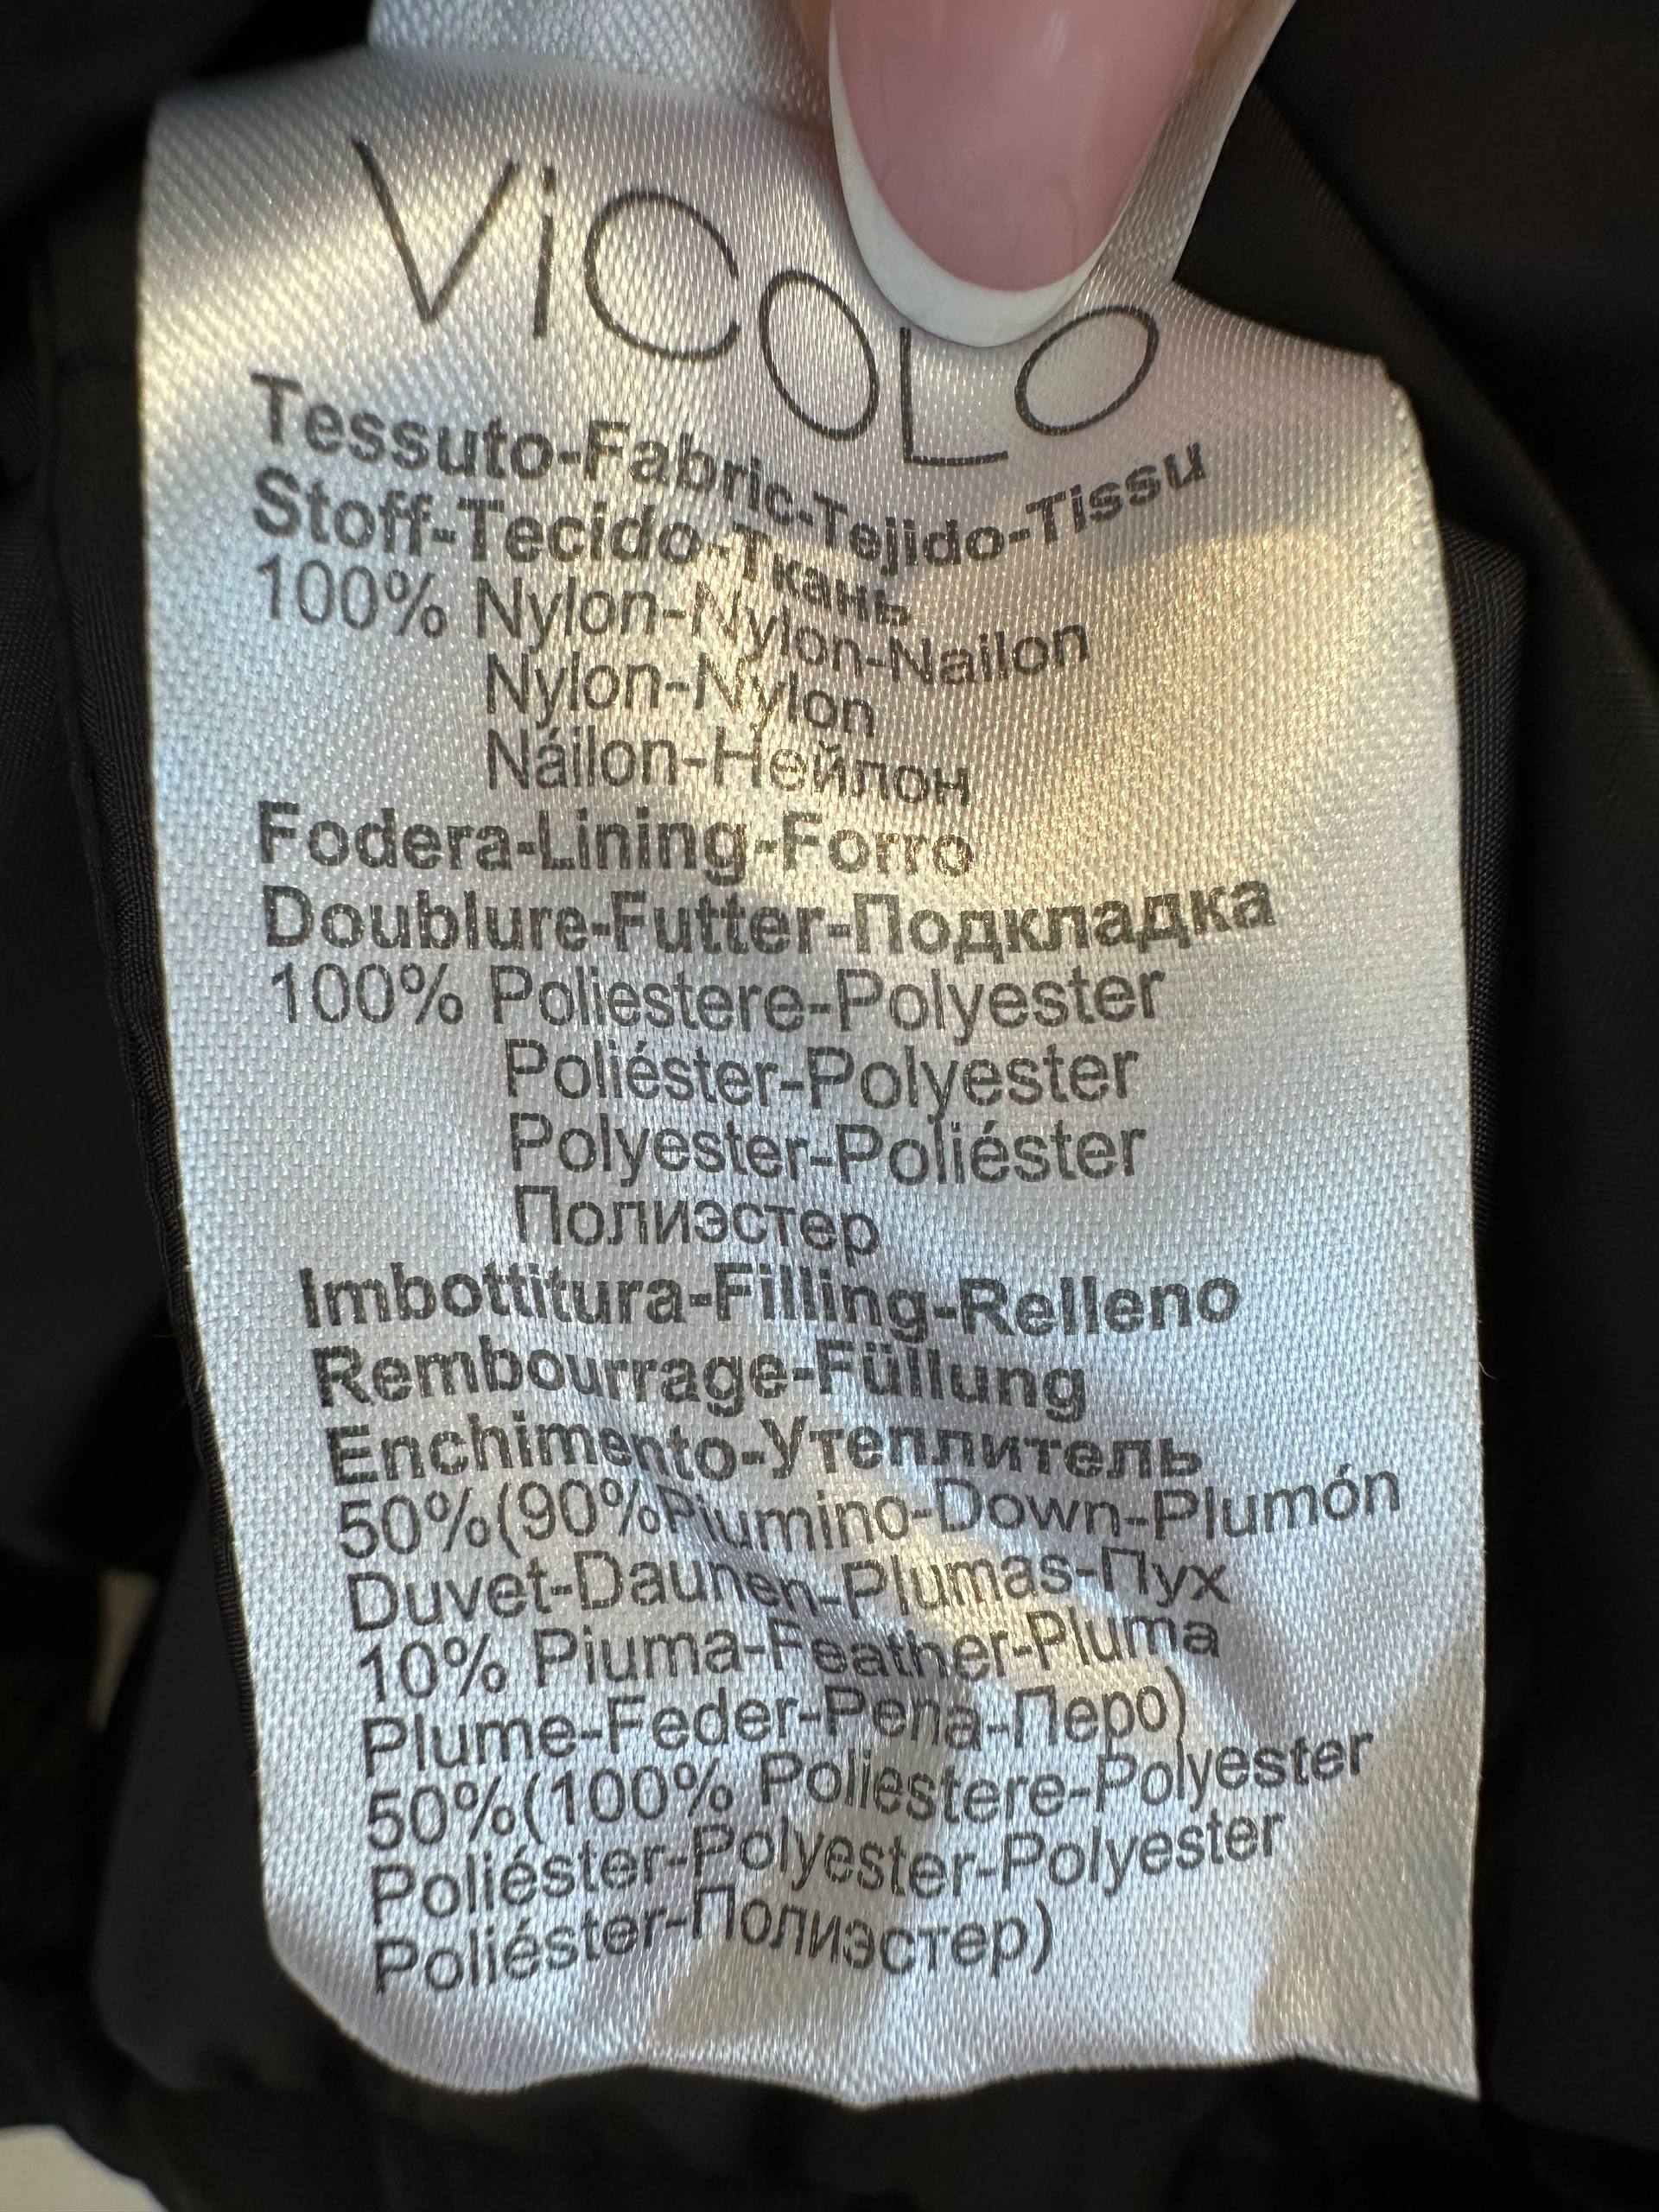 ViCOLO
Tessuto-Fabric-Tejido-Tissu
Stoff-Tecido-Ткань
100% Nylon-Nylon-Nailon
Nylon-Nylon
Náilon-Нейлон
Fodera-Lining-Forro
Doublure-Futter-Подкладка
100% Poliestere-Polyester
Poliéster-Polyester
Polyester-Poliéster
Полиэстер
Imbottitura-Filling-Relleno
Rembourrage-Füllung
Enchimento-Утеплитель
50%(90%Piumino-Down-Plumón
Duvet-Daunen-Plumas-Пух
10% Piuma-Feather-Pluma
Plume-Feder-Pena-Перо)
50%(100% Poliestere-Polyester
Poliéster-Polyester-Polyester
Poliéster-Полиэстер)